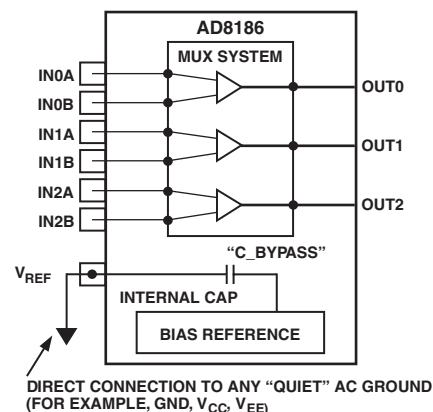 AD8186
MUX SYSTEM
IN0A
IN0B
IN1A
IN1B
IN2A
IN2B
OUT0
OUT1
OUT2
"C_BYPASS"
VREF
INTERNAL CAP
BIAS REFERENCE
DIRECT CONNECTION TO ANY "QUIET" AC GROUND
(FOR EXAMPLE, GND, VCC, VEE)